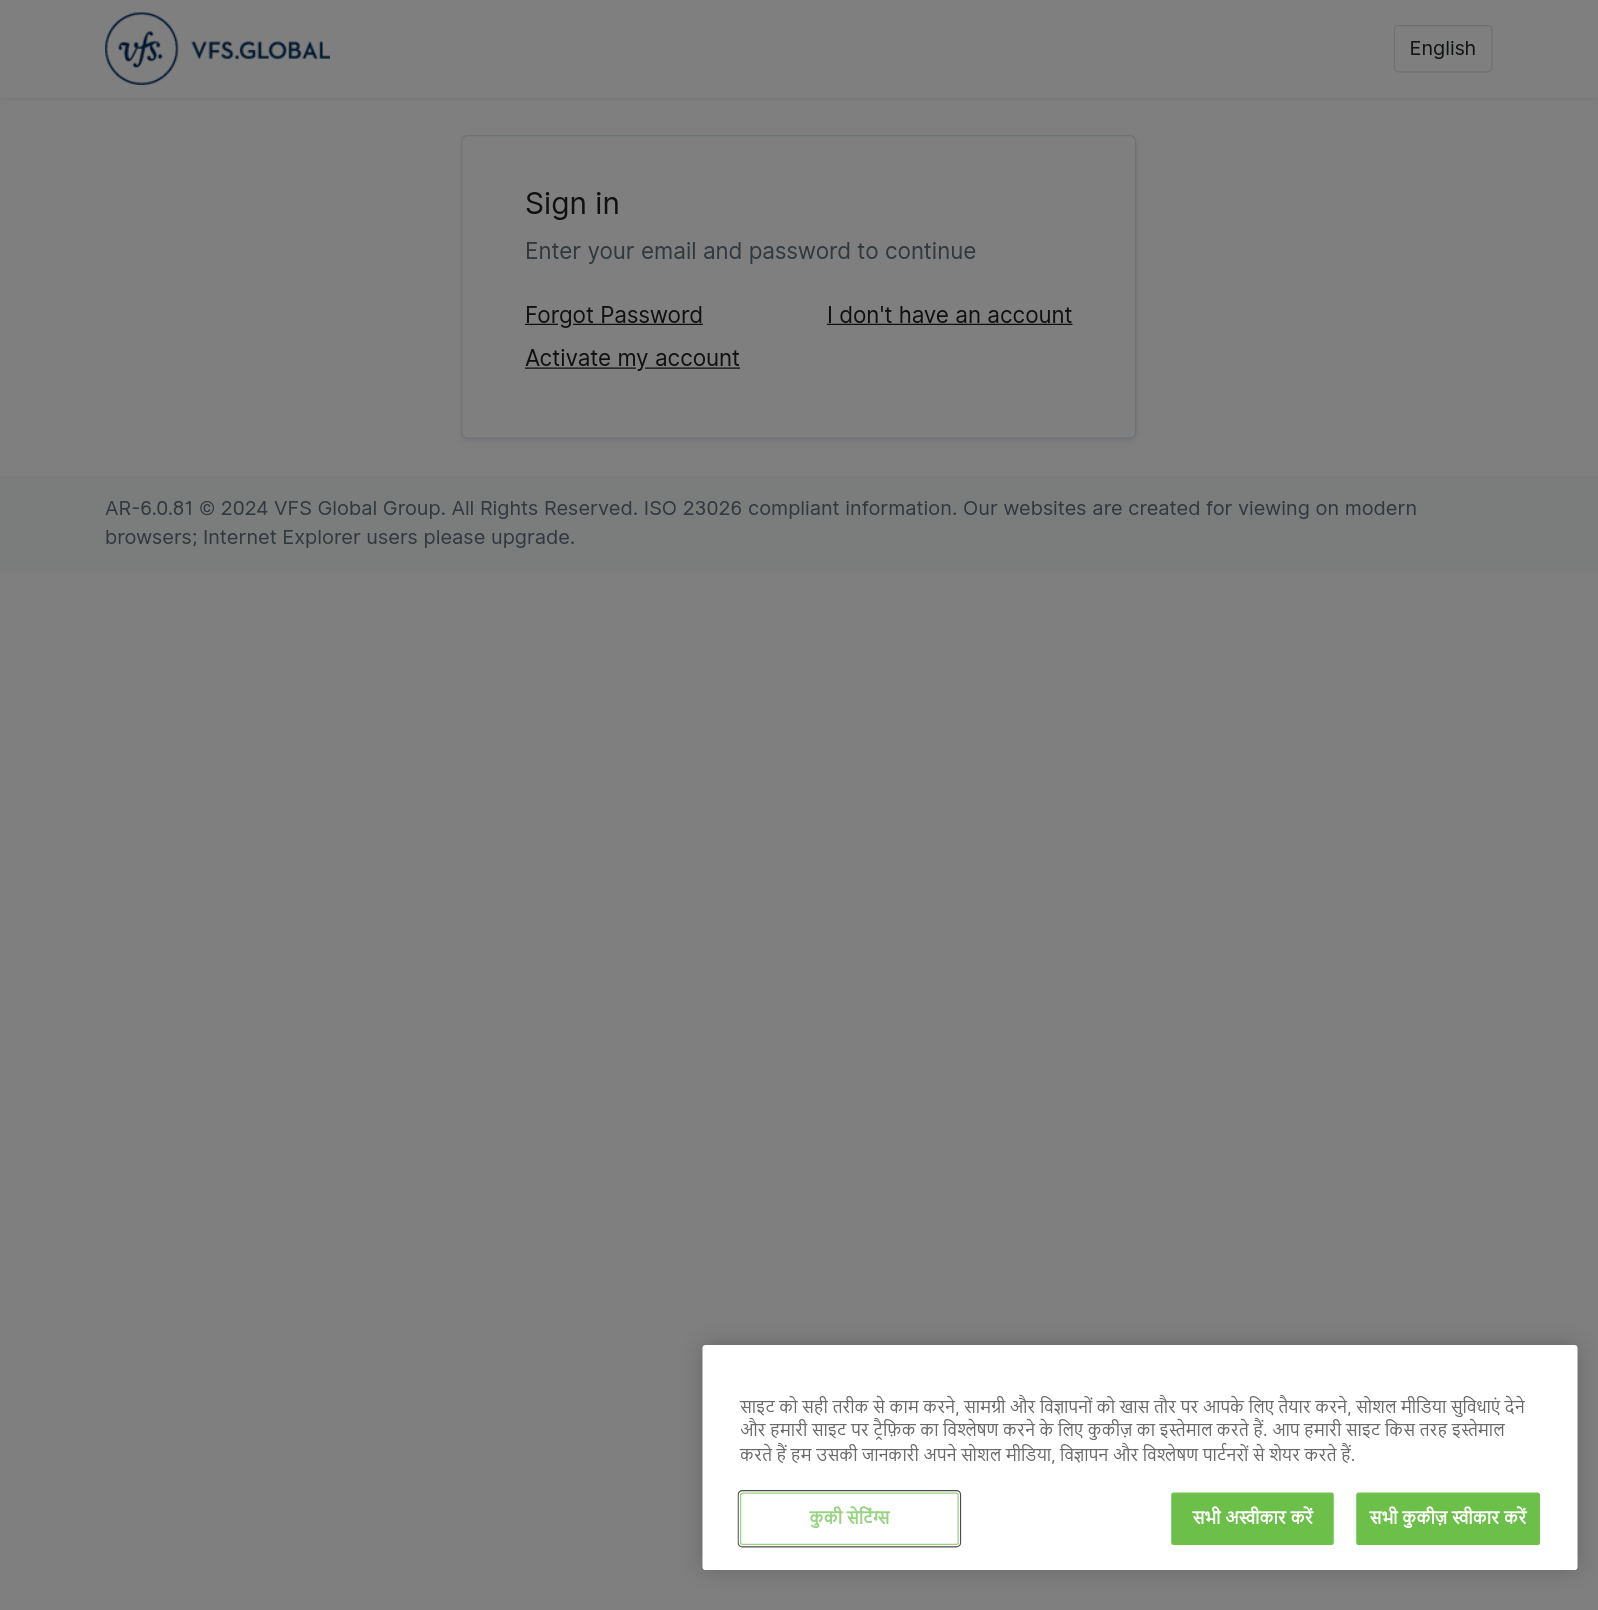 vfs. VFS.GLOBAL
English
Sign in
Enter your email and password to continue
Forgot Password I don't have an account
Activate my account
AR-6.0.81 © 2024 VFS Global Group. All Rights Reserved. ISO 23026 compliant information. Our websites are created for viewing on modern
browsers; Internet Explorer users please upgrade.
साइट को सही तरीक से काम करने, सामग्री और विज्ञापनों को खास तौर पर आपके लिए तैयार करने, सोशल मीडिया सुविधाएं देने
और हमारी साइट पर ट्रैफ़िक का विश्लेषण करने के लिए कुकीज़ का इस्तेमाल करते हैं. आप हमारी साइट किस तरह इस्तेमाल
करते हैं हम उसकी जानकारी अपने सोशल मीडिया, विज्ञापन और विश्लेषण पार्टनरों से शेयर करते हैं.
कुकी सेटिंग्स सभी अस्वीकार करें सभी कुकीज़ स्वीकार करें